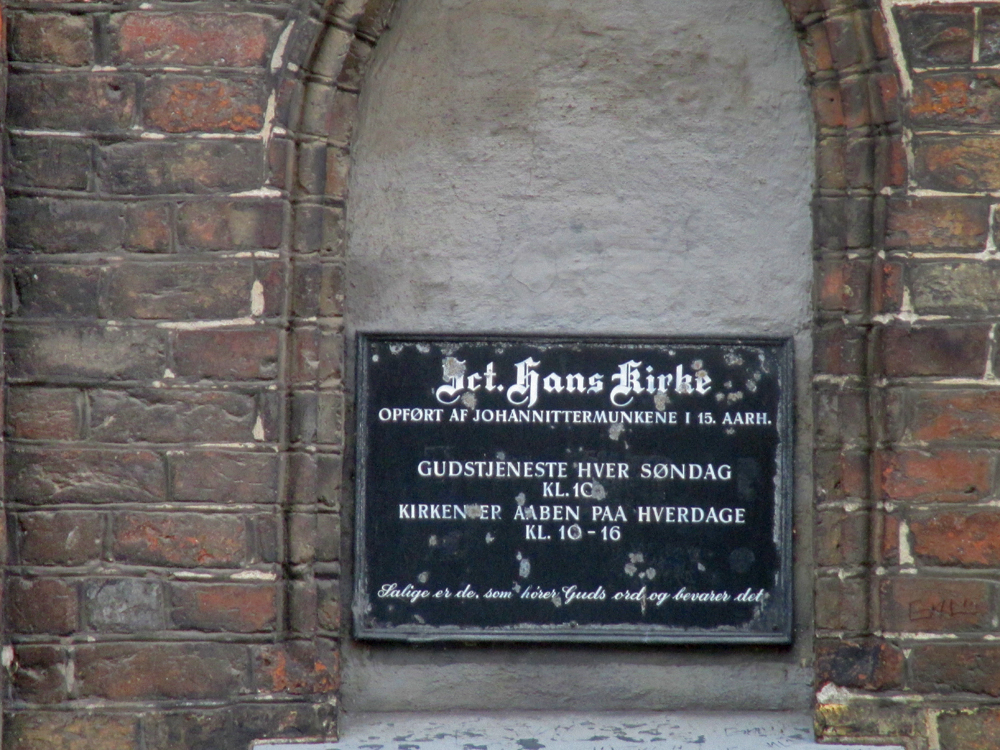 Sct. Hans Kirke
OPFØRT AF JOHANNITTERMUNKENE I 15. AARH.
GUDSTJENESTE HVER SØNDAG
KL. 10
KIRKEN ER AABEN PAA HVERDAGE
KL. 10 - 16
Salige er de, som hører Guds ord og bevarer det